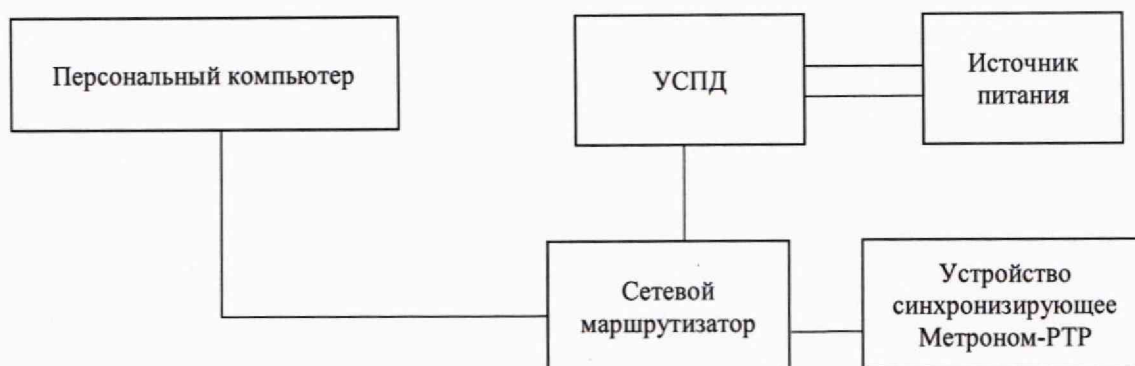 Персональный компьютер
УСПД
Источник
питания
Сетевой
маршрутизатор
Устройство
синхронизирующее
Метроном-PTP